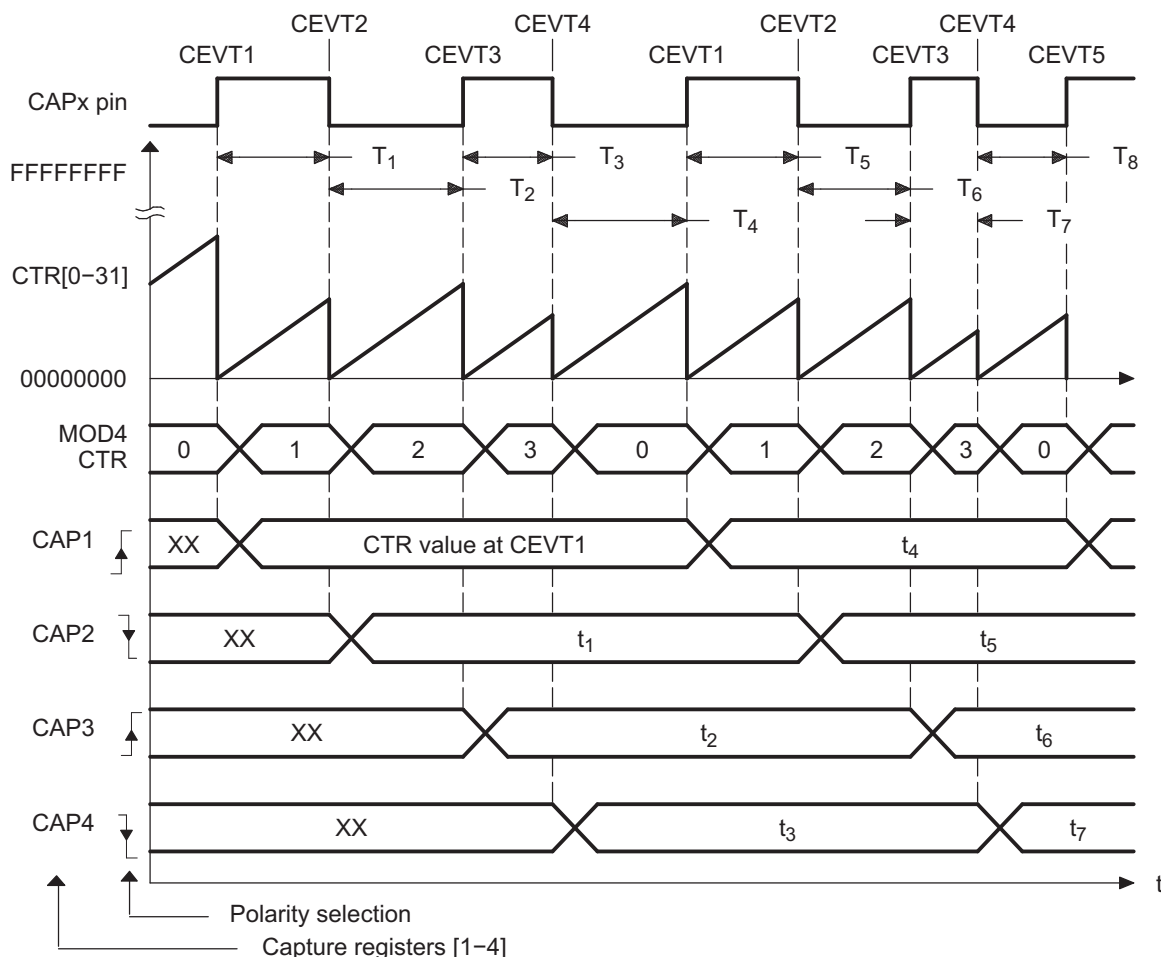 CEVT2 CEVT4 CEVT2 CEVT4
CEVT1 CEVT3 CEVT1 CEVT3 CEVT5
CAPx pin
T1 T3 T5 T8
FFFFFFFF
T2 T6
T4 T7
CTR[0−31]
00000000
MOD4
CTR
0 1 2 3 0 1 2 3 0
CAP1 XX CTR value at CEVT1 t4
CAP2 XX t1 t5
CAP3 XX t2 t6
CAP4 XX t3 t7
t
Polarity selection
Capture registers [1−4]